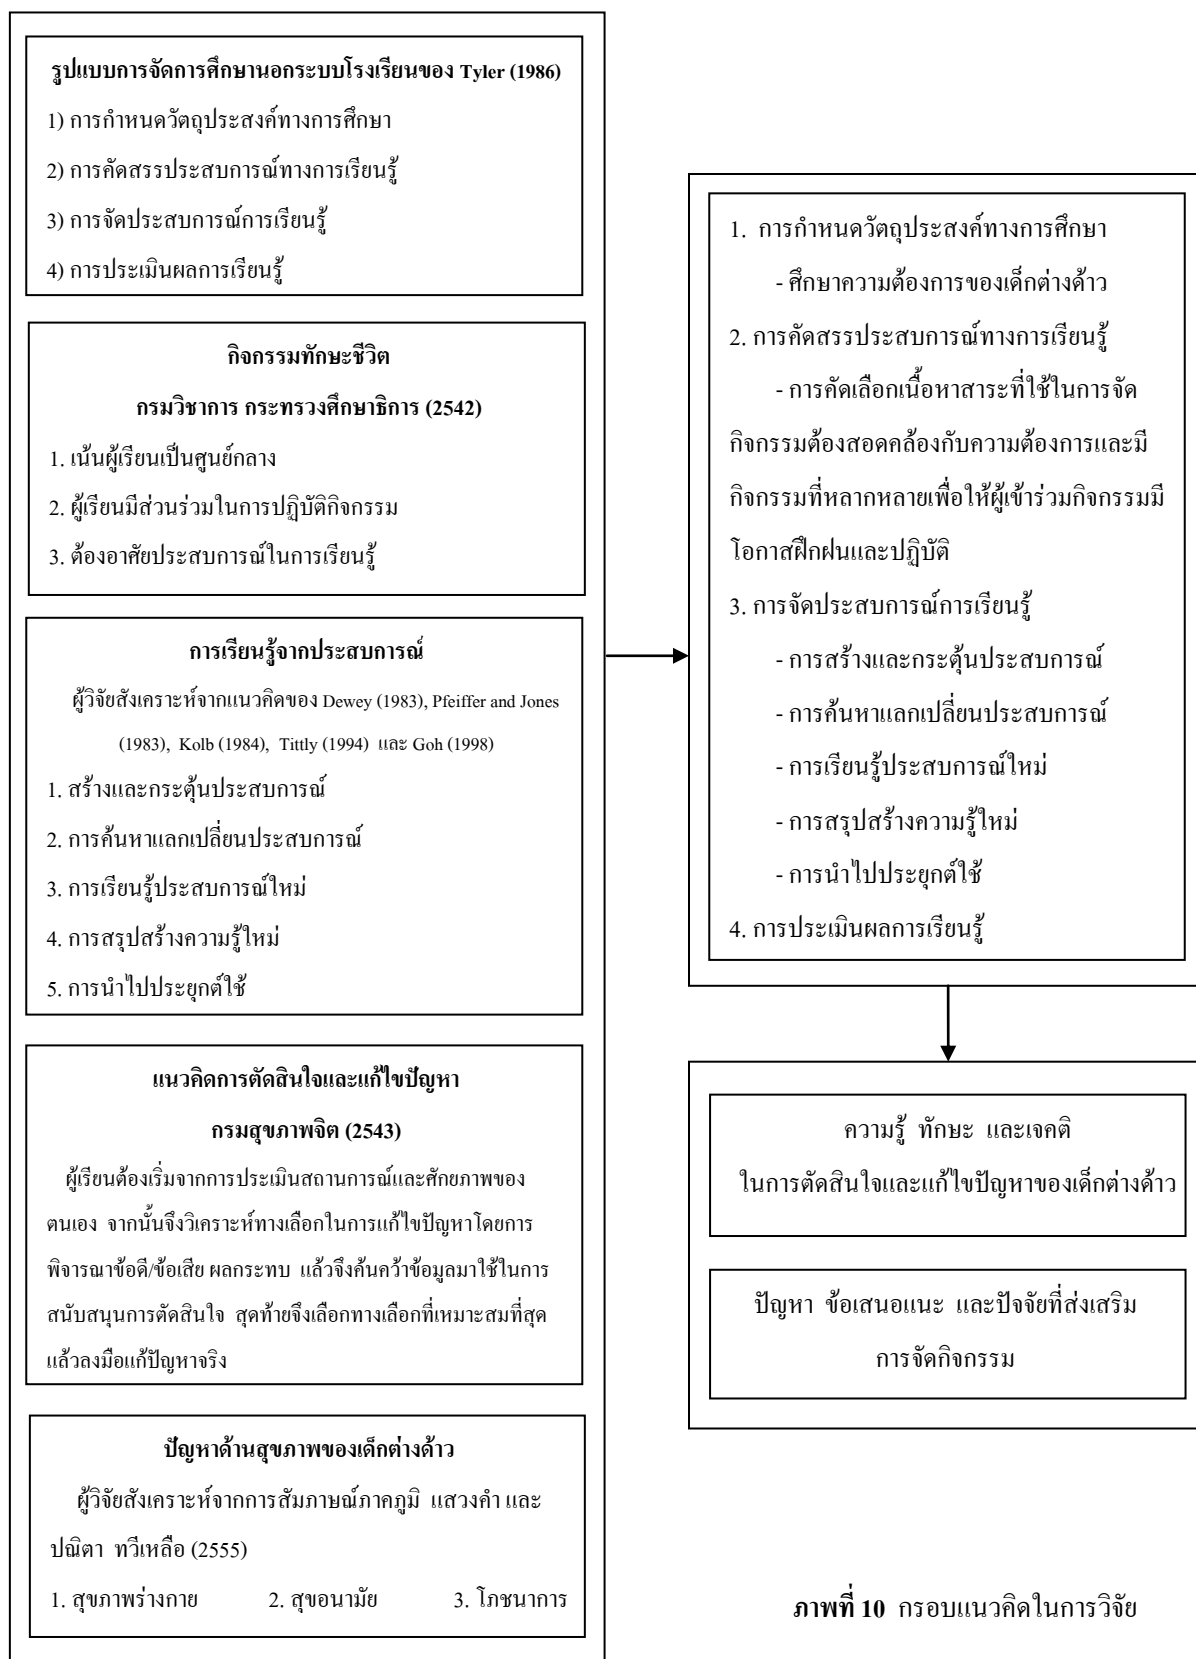 รูปแบบการจัดการศึกษานอกระบบโรงเรียนของ Tyler (1986)
1) การกำหนดวัตถุประสงค์ทางการศึกษา
2) การคัดสรรประสบการณ์ทางการเรียนรู้
3) การจัดประสบการณ์การเรียนรู้
4) การประเมินผลการเรียนรู้
กิจกรรมทักษะชีวิต
กรมวิชาการ กระทรวงศึกษาธิการ (2542)
1. เน้นผู้เรียนเป็นศูนย์กลาง
2. ผู้เรียนมีส่วนร่วมในการปฏิบัติกิจกรรม
3. ต้องอาศัยประสบการณ์ในการเรียนรู้
การเรียนรู้จากประสบการณ์
ผู้วิจัยสังเคราะห์จากแนวคิดของ Dewey (1983), Pfeiffer and Jones
(1983), Kolb (1984), Tittly (1994) และ Goh (1998)
1. สร้างและกระตุ้นประสบการณ์
2. การค้นหาแลกเปลี่ยนประสบการณ์
3. การเรียนรู้ประสบการณ์ใหม่
4. การสรุปสร้างความรู้ใหม่
5. การนำไปประยุกต์ใช้
แนวคิดการตัดสินใจและแก้ไขปัญหา
กรมสุขภาพจิต (2543)
ผู้เรียนต้องเริ่มจากการประเมินสถานการณ์และศักยภาพของ
ตนเอง จากนั้นจึงวิเคราะห์ทางเลือกในการแก้ไขปัญหาโดยการ
พิจารณาข้อดี/ข้อเสีย ผลกระทบ แล้วจึงค้นคว้าข้อมูลมาใช้ในการ
สนับสนุนการตัดสินใจ สุดท้ายจึงเลือกทางเลือกที่เหมาะสมที่สุด
แล้วลงมือแก้ปัญหาจริง
ปัญหาด้านสุขภาพของเด็กต่างด้าว
ผู้วิจัยสังเคราะห์จากการสัมภาษณ์ภาคภูมิ แสวงคำ และ
ปณิตา ทวีเหลือ (2555)
1. สุขภาพร่างกาย 2. สุขอนามัย 3. โภชนาการ
1. การกำหนดวัตถุประสงค์ทางการศึกษา
- ศึกษาความต้องการของเด็กต่างด้าว
2. การคัดสรรประสบการณ์ทางการเรียนรู้
- การคัดเลือกเนื้อหาสาระที่ใช้ในการจัด
กิจกรรมต้องสอดคล้องกับความต้องการและมี
กิจกรรมที่หลากหลายเพื่อให้ผู้เข้าร่วมกิจกรรมมี
โอกาสฝึกฝนและปฏิบัติ
3. การจัดประสบการณ์การเรียนรู้
- การสร้างและกระตุ้นประสบการณ์
- การค้นหาแลกเปลี่ยนประสบการณ์
- การเรียนรู้ประสบการณ์ใหม่
- การสรุปสร้างความรู้ใหม่
- การนำไปประยุกต์ใช้
4. การประเมินผลการเรียนรู้
ความรู้ ทักษะ และเจคติ
ในการตัดสินใจและแก้ไขปัญหาของเด็กต่างด้าว
ปัญหา ข้อเสนอแนะ และปัจจัยที่ส่งเสริม
การจัดกิจกรรม
ภาพที่ 10 กรอบแนวคิดในการวิจัย